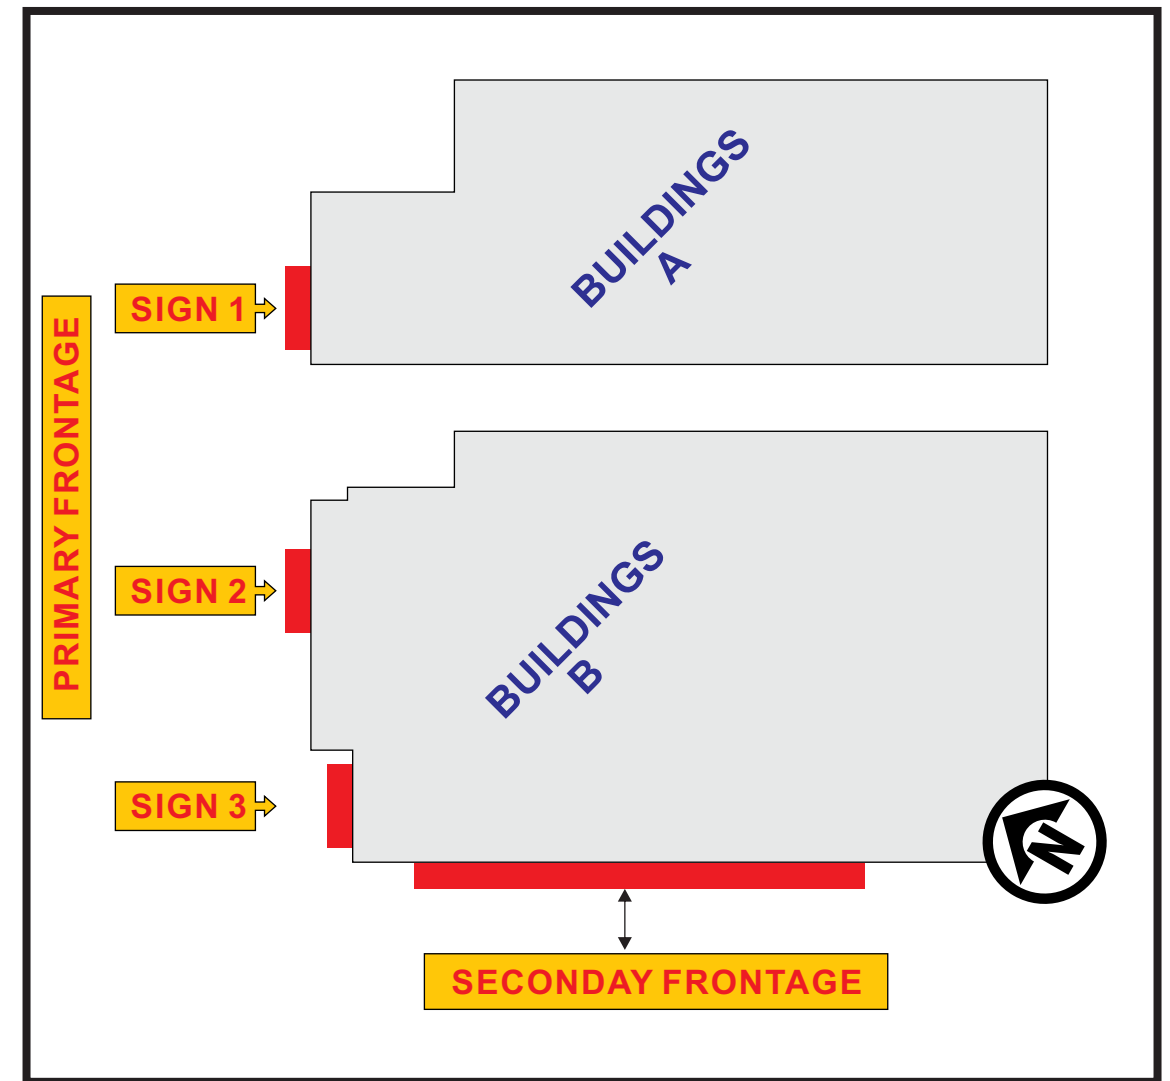 BUILDINGS
A
SIGN 1
PRIMARY FRONTAGE
SIGN 2
BUILDINGS
B
SIGN 3
N
SECONDAY FRONTAGE